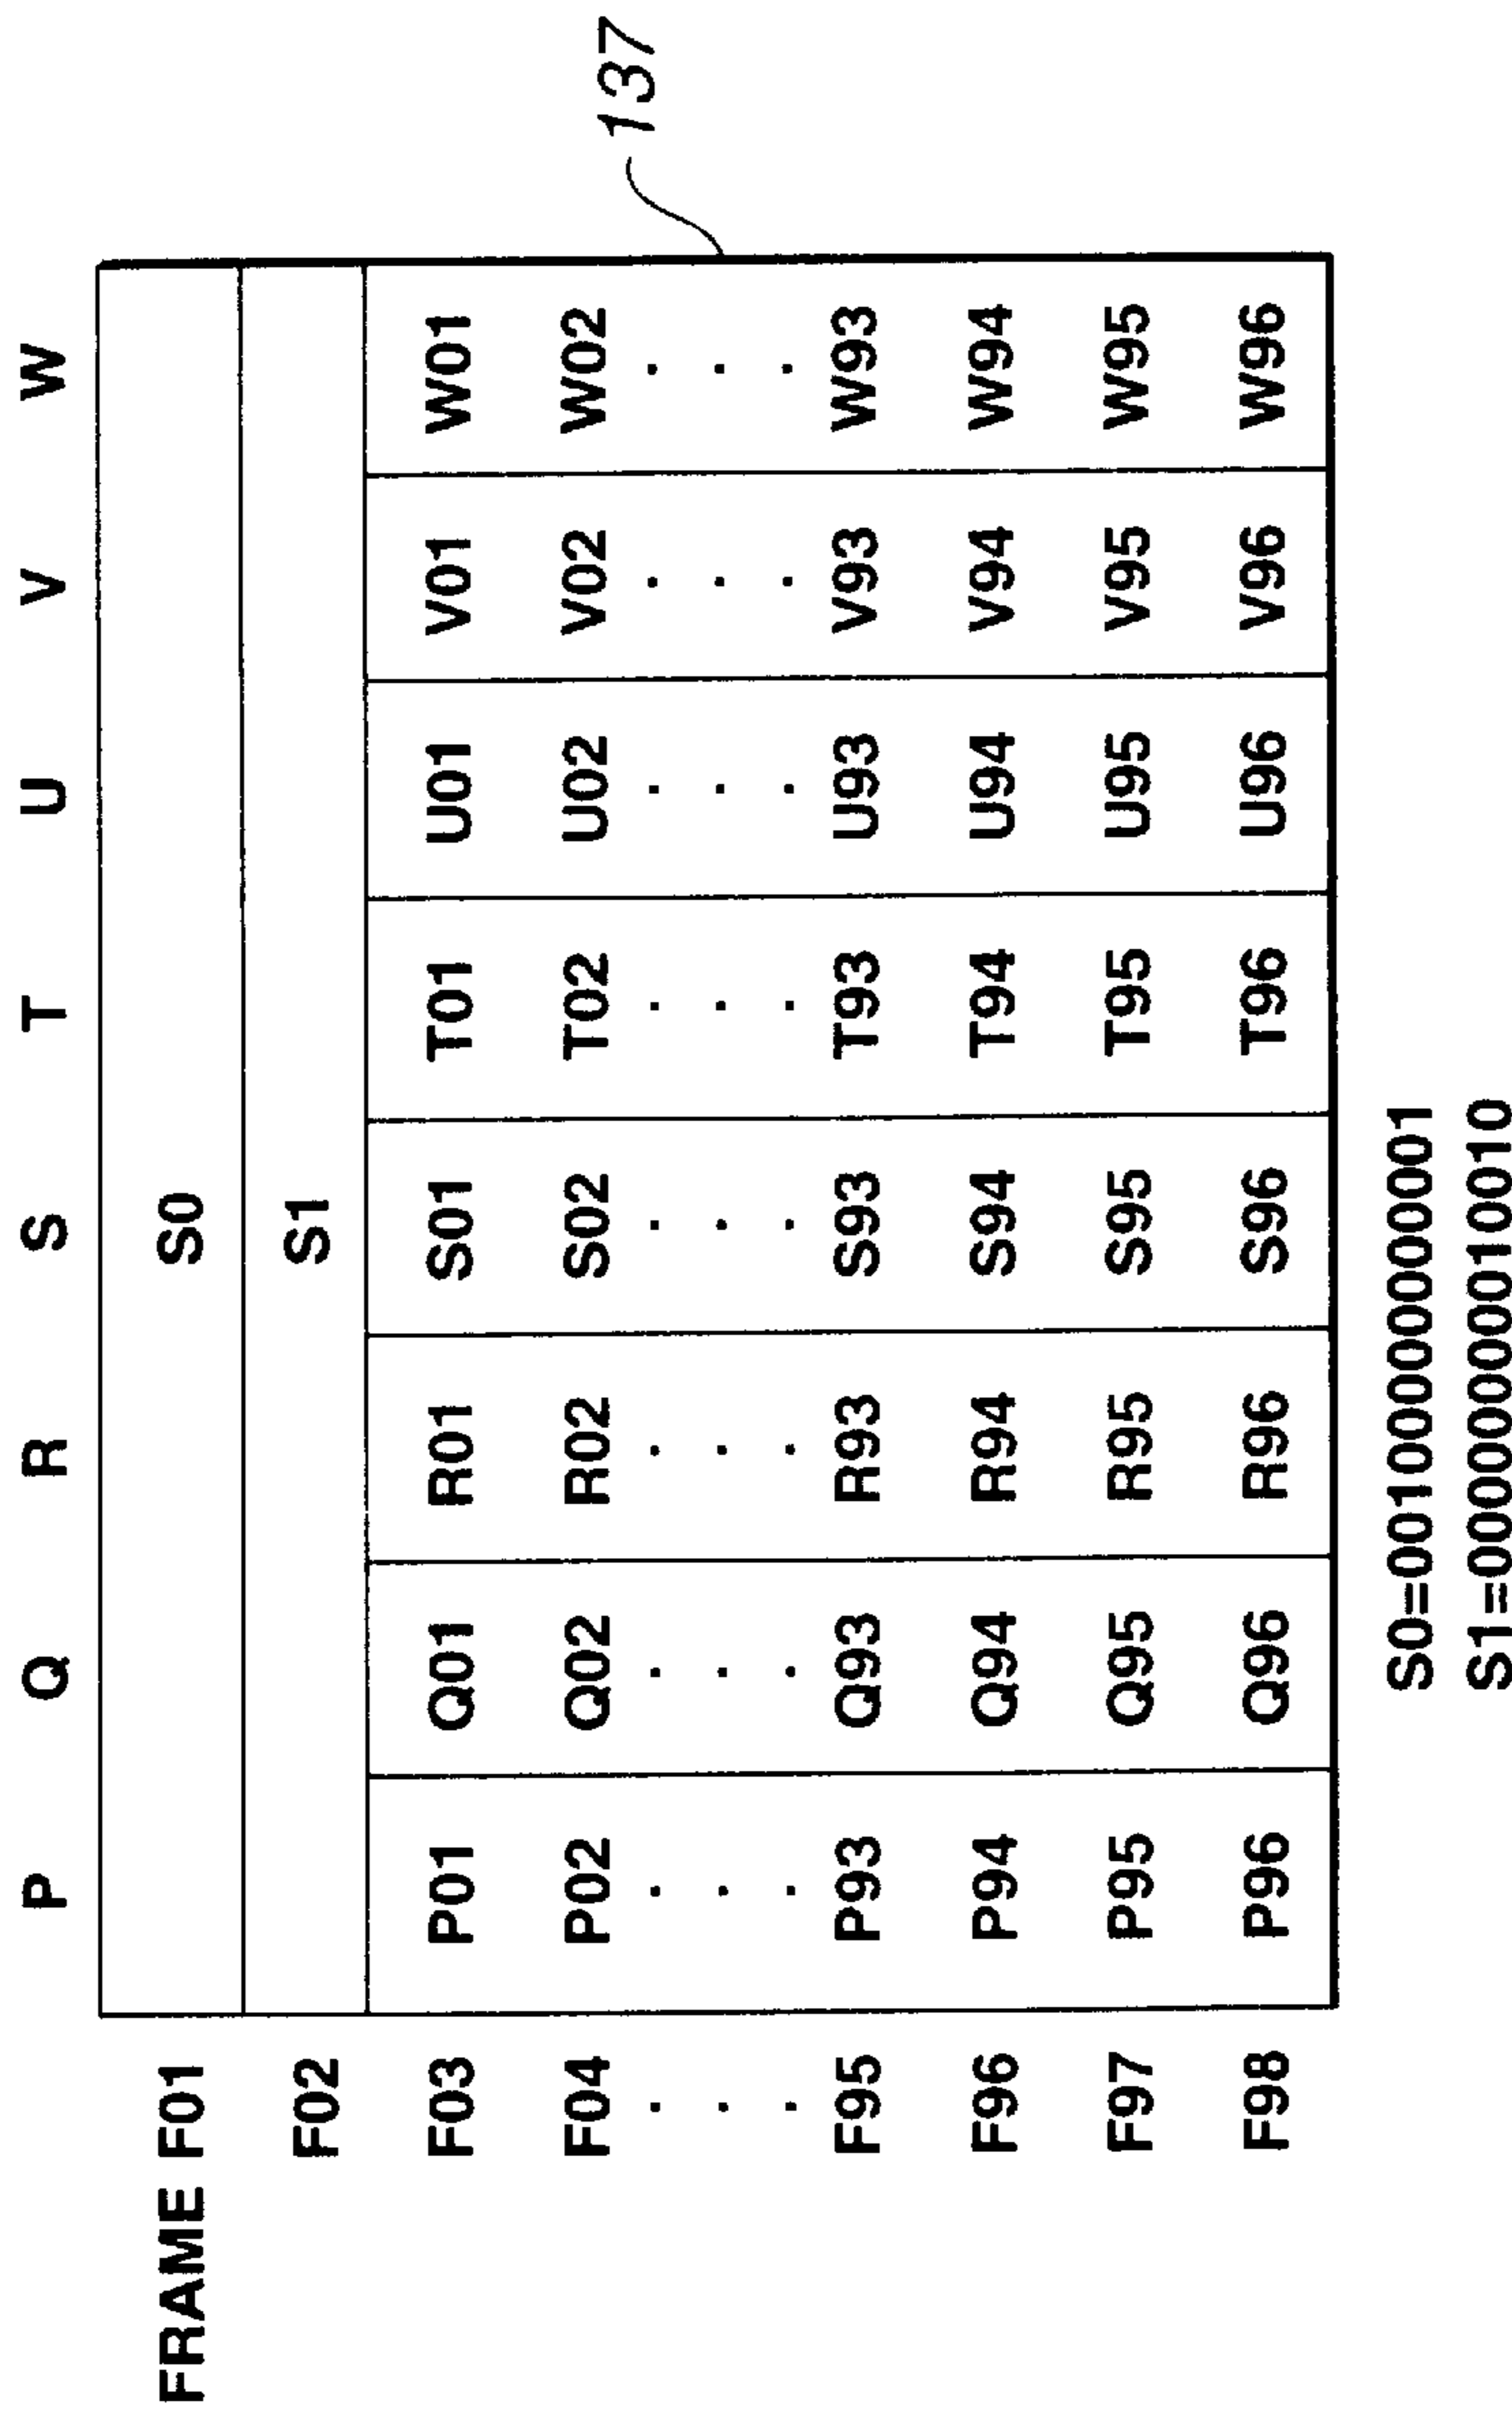 P Q R S T U V W
FRAME F01 S0
F02 S1
F03 P01 Q01 R01 S01 T01 U01 V01 W01
F04 P02 Q02 R02 S02 T02 U02 V02 W02
. . . . . . . . .
. . . . . . . . .
. . . . . . . . .
F95 P93 Q93 R93 S93 T93 U93 V93 W93
F96 P94 Q94 R94 S94 T94 U94 V94 W94
F97 P95 Q95 R95 S95 T95 U95 V95 W95
F98 P96 Q96 R96 S96 T96 U96 V96 W96
137
S0=00100000000001
S1=00000000010010